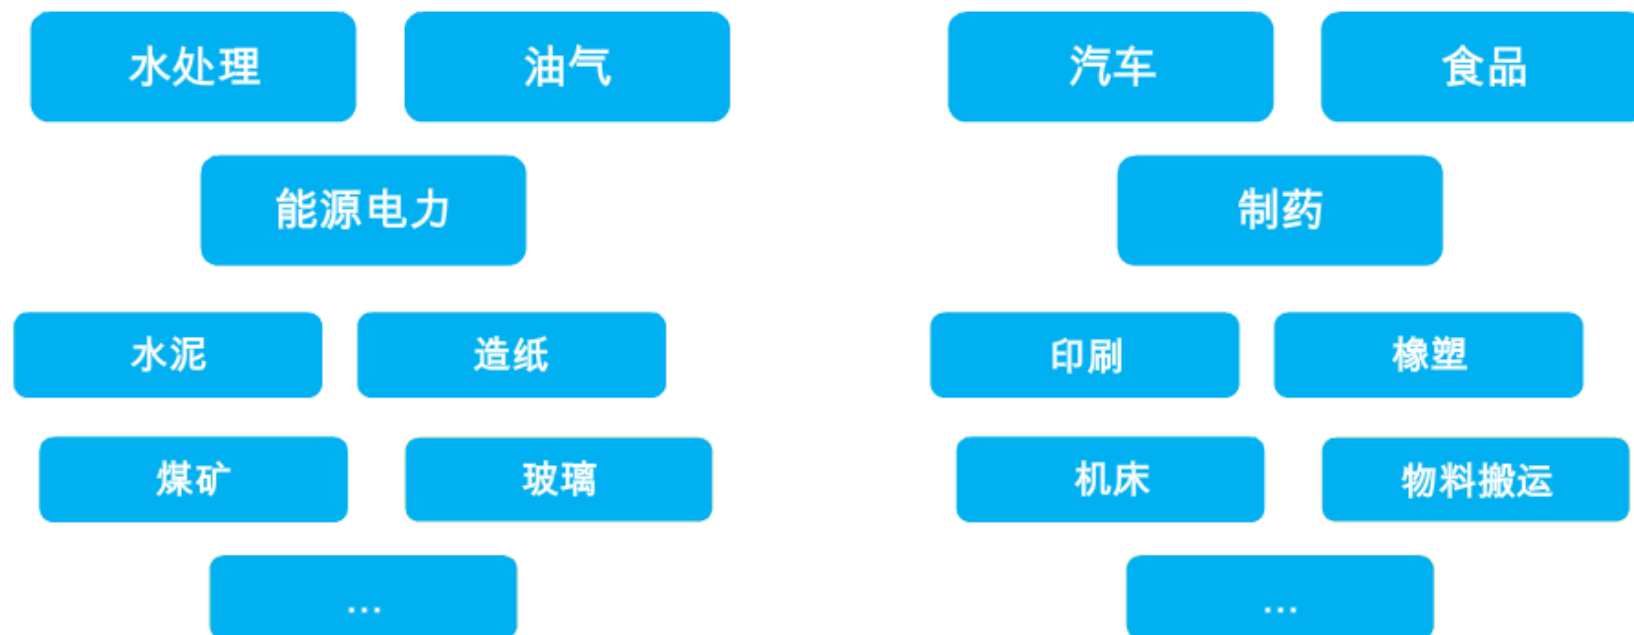 水处理
油气
能源电力
水泥
造纸
煤矿
玻璃
...
汽车
食品
制药
印刷
橡塑
机床
物料搬运
...